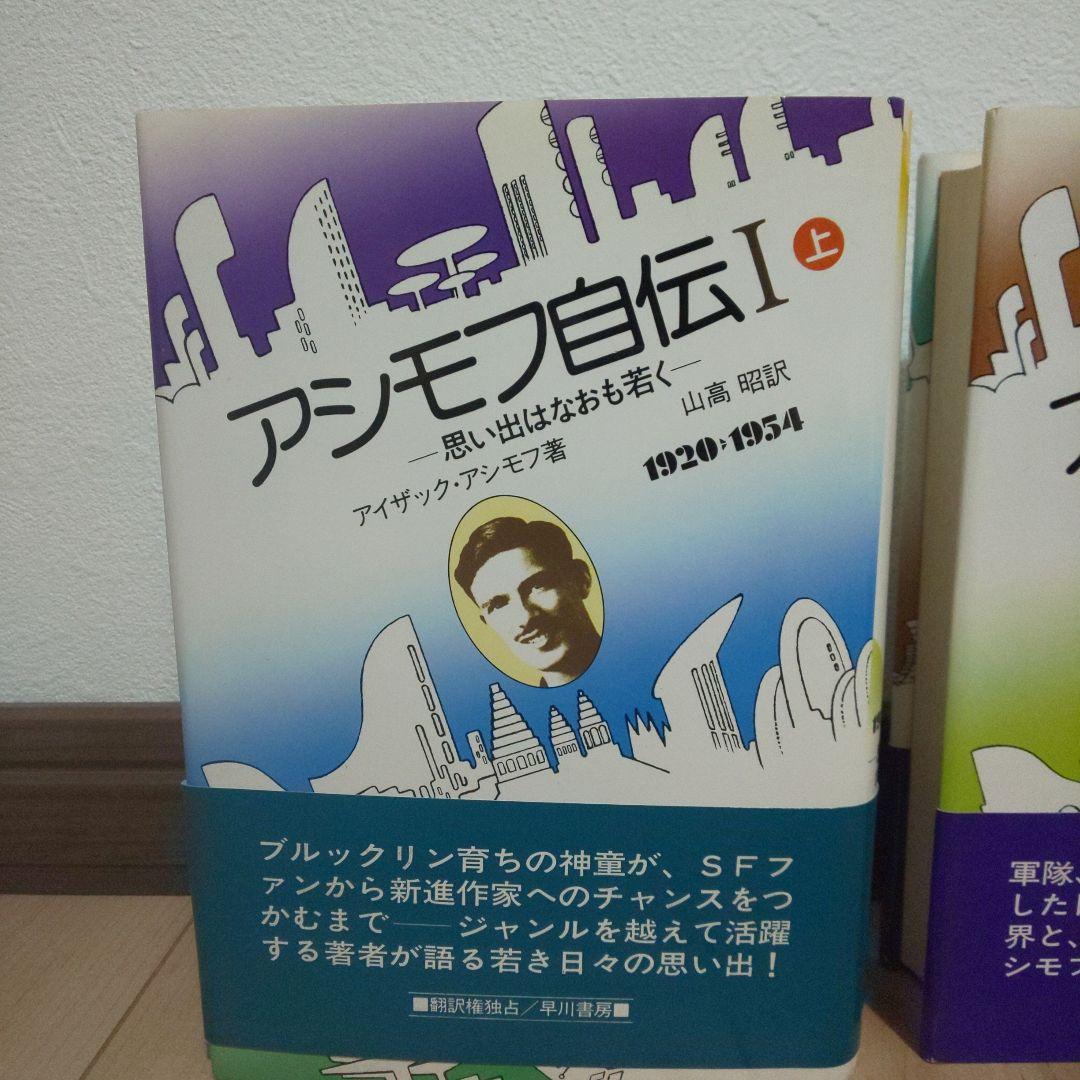 アシモフ自伝I 上
―思い出はなおも若く―
アイザック・アシモフ著
山高 昭訳
1920▶1954
ブルックリン育ちの神童が、SFフ
ァンから新進作家へのチャンスをつ
かむまで――ジャンルを越えて活躍
する著者が語る若き日々の思い出！
■翻訳権独占／早川書房■
軍隊、
した
界と、
シモフ